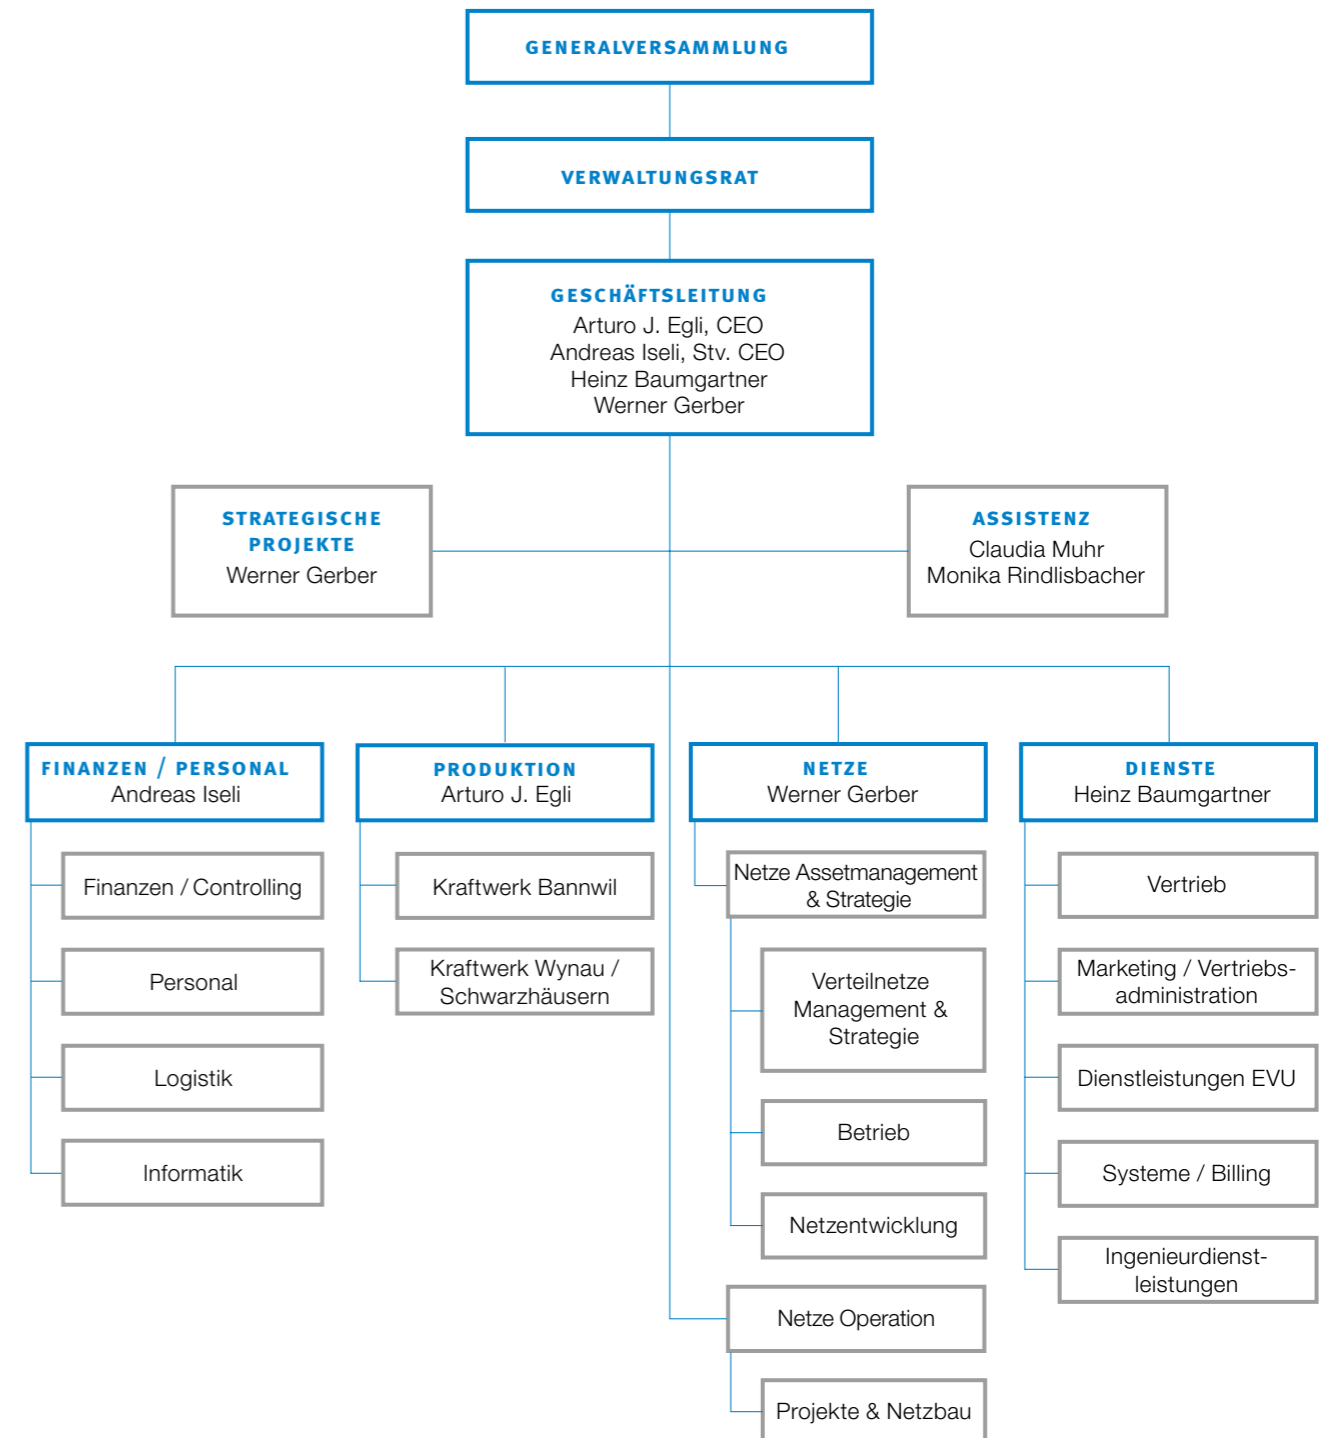 GENERALVERSAMMLUNG
VERWALTUNGSRAT
GESCHÄFTSLEITUNG
Arturo J. Egli, CEO
Andreas Iseli, Stv. CEO
Heinz Baumgartner
Werner Gerber
STRATEGISCHE
PROJEKTE
Werner Gerber
ASSISTENZ
Claudia Muhr
Monika Rindlisbacher
FINANZEN / PERSONAL
Andreas Iseli
Finanzen / Controlling
Personal
Logistik
Informatik
PRODUKTION
Arturo J. Egli
Kraftwerk Bannwil
Kraftwerk Wynau /
Schwarzhäusern
NETZE
Werner Gerber
Netze Assetmanagement
& Strategie
Verteilnetze
Management &
Strategie
Betrieb
Netzentwicklung
Netze Operation
Projekte & Netzbau
DIENSTE
Heinz Baumgartner
Vertrieb
Marketing / Vertriebs-
administration
Dienstleistungen EVU
Systeme / Billing
Ingenieurdienst-
leistungen